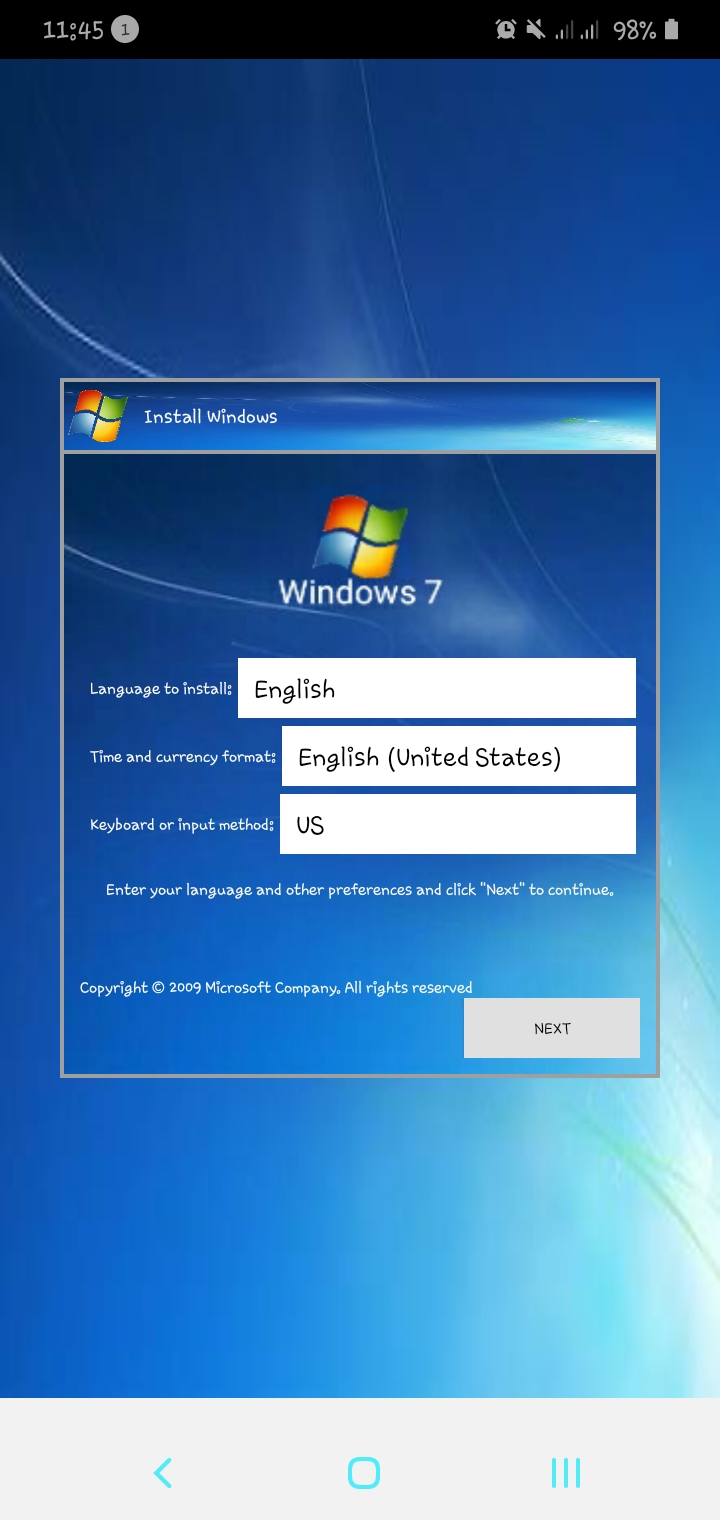 11:45 1 98%
Install Windows
Windows 7
Language to install: English
Time and currency format: English (United States)
Keyboard or input method: US
Enter your language and other preferences and click "Next" to continue.
Copyright © 2009 Microsoft Company. All rights reserved
NEXT